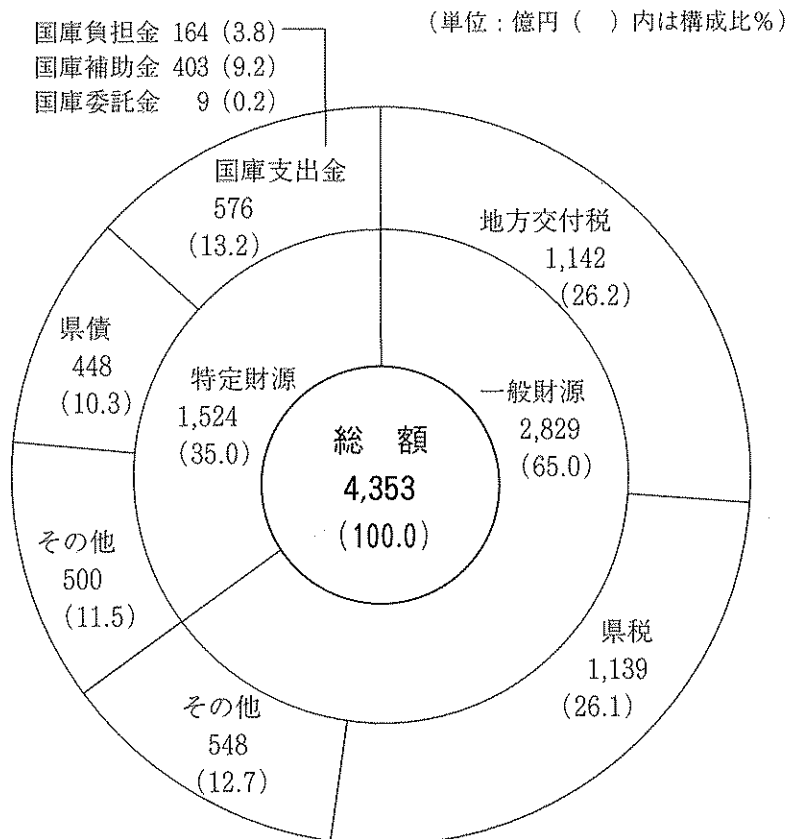 （単位：億円（　）内は構成比％）
国庫負担金 164 (3.8)
国庫補助金 403 (9.2)
国庫委託金 9 (0.2)
国庫支出金
576
(13.2)
地方交付税
1,142
(26.2)
県債
448
(10.3)
特定財源
1,524
(35.0)
一般財源
2,829
(65.0)
総　額
4,353
(100.0)
その他
500
(11.5)
県税
1,139
(26.1)
その他
548
(12.7)